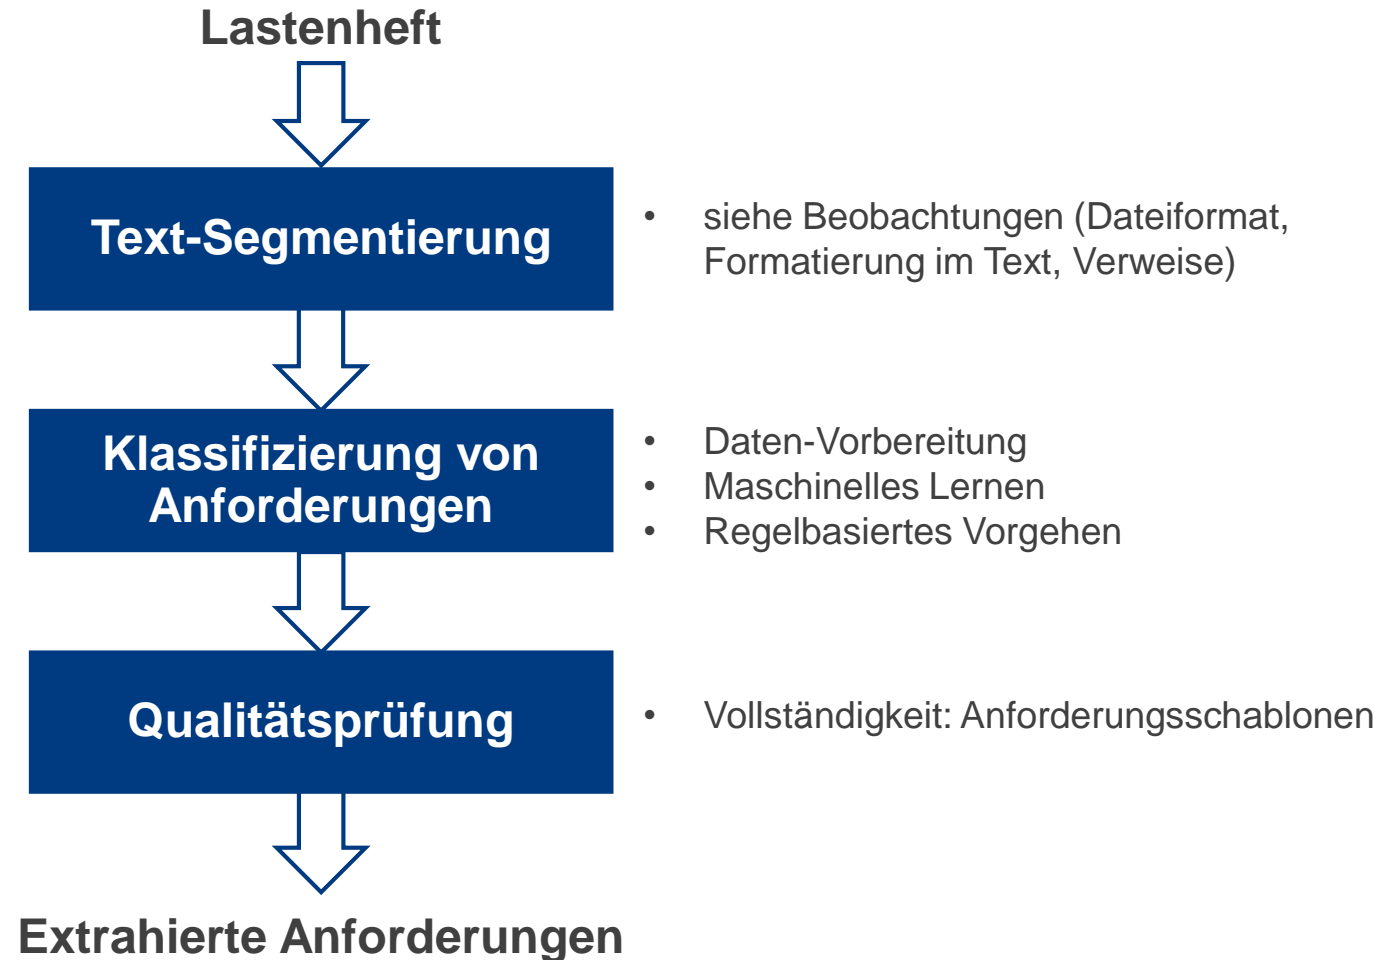 Lastenheft
Text-Segmentierung
• siehe Beobachtungen (Dateiformat,
Formatierung im Text, Verweise)
Klassifizierung von
Anforderungen
• Daten-Vorbereitung
• Maschinelles Lernen
• Regelbasiertes Vorgehen
Qualitätsprüfung
• Vollständigkeit: Anforderungsschablonen
Extrahierte Anforderungen